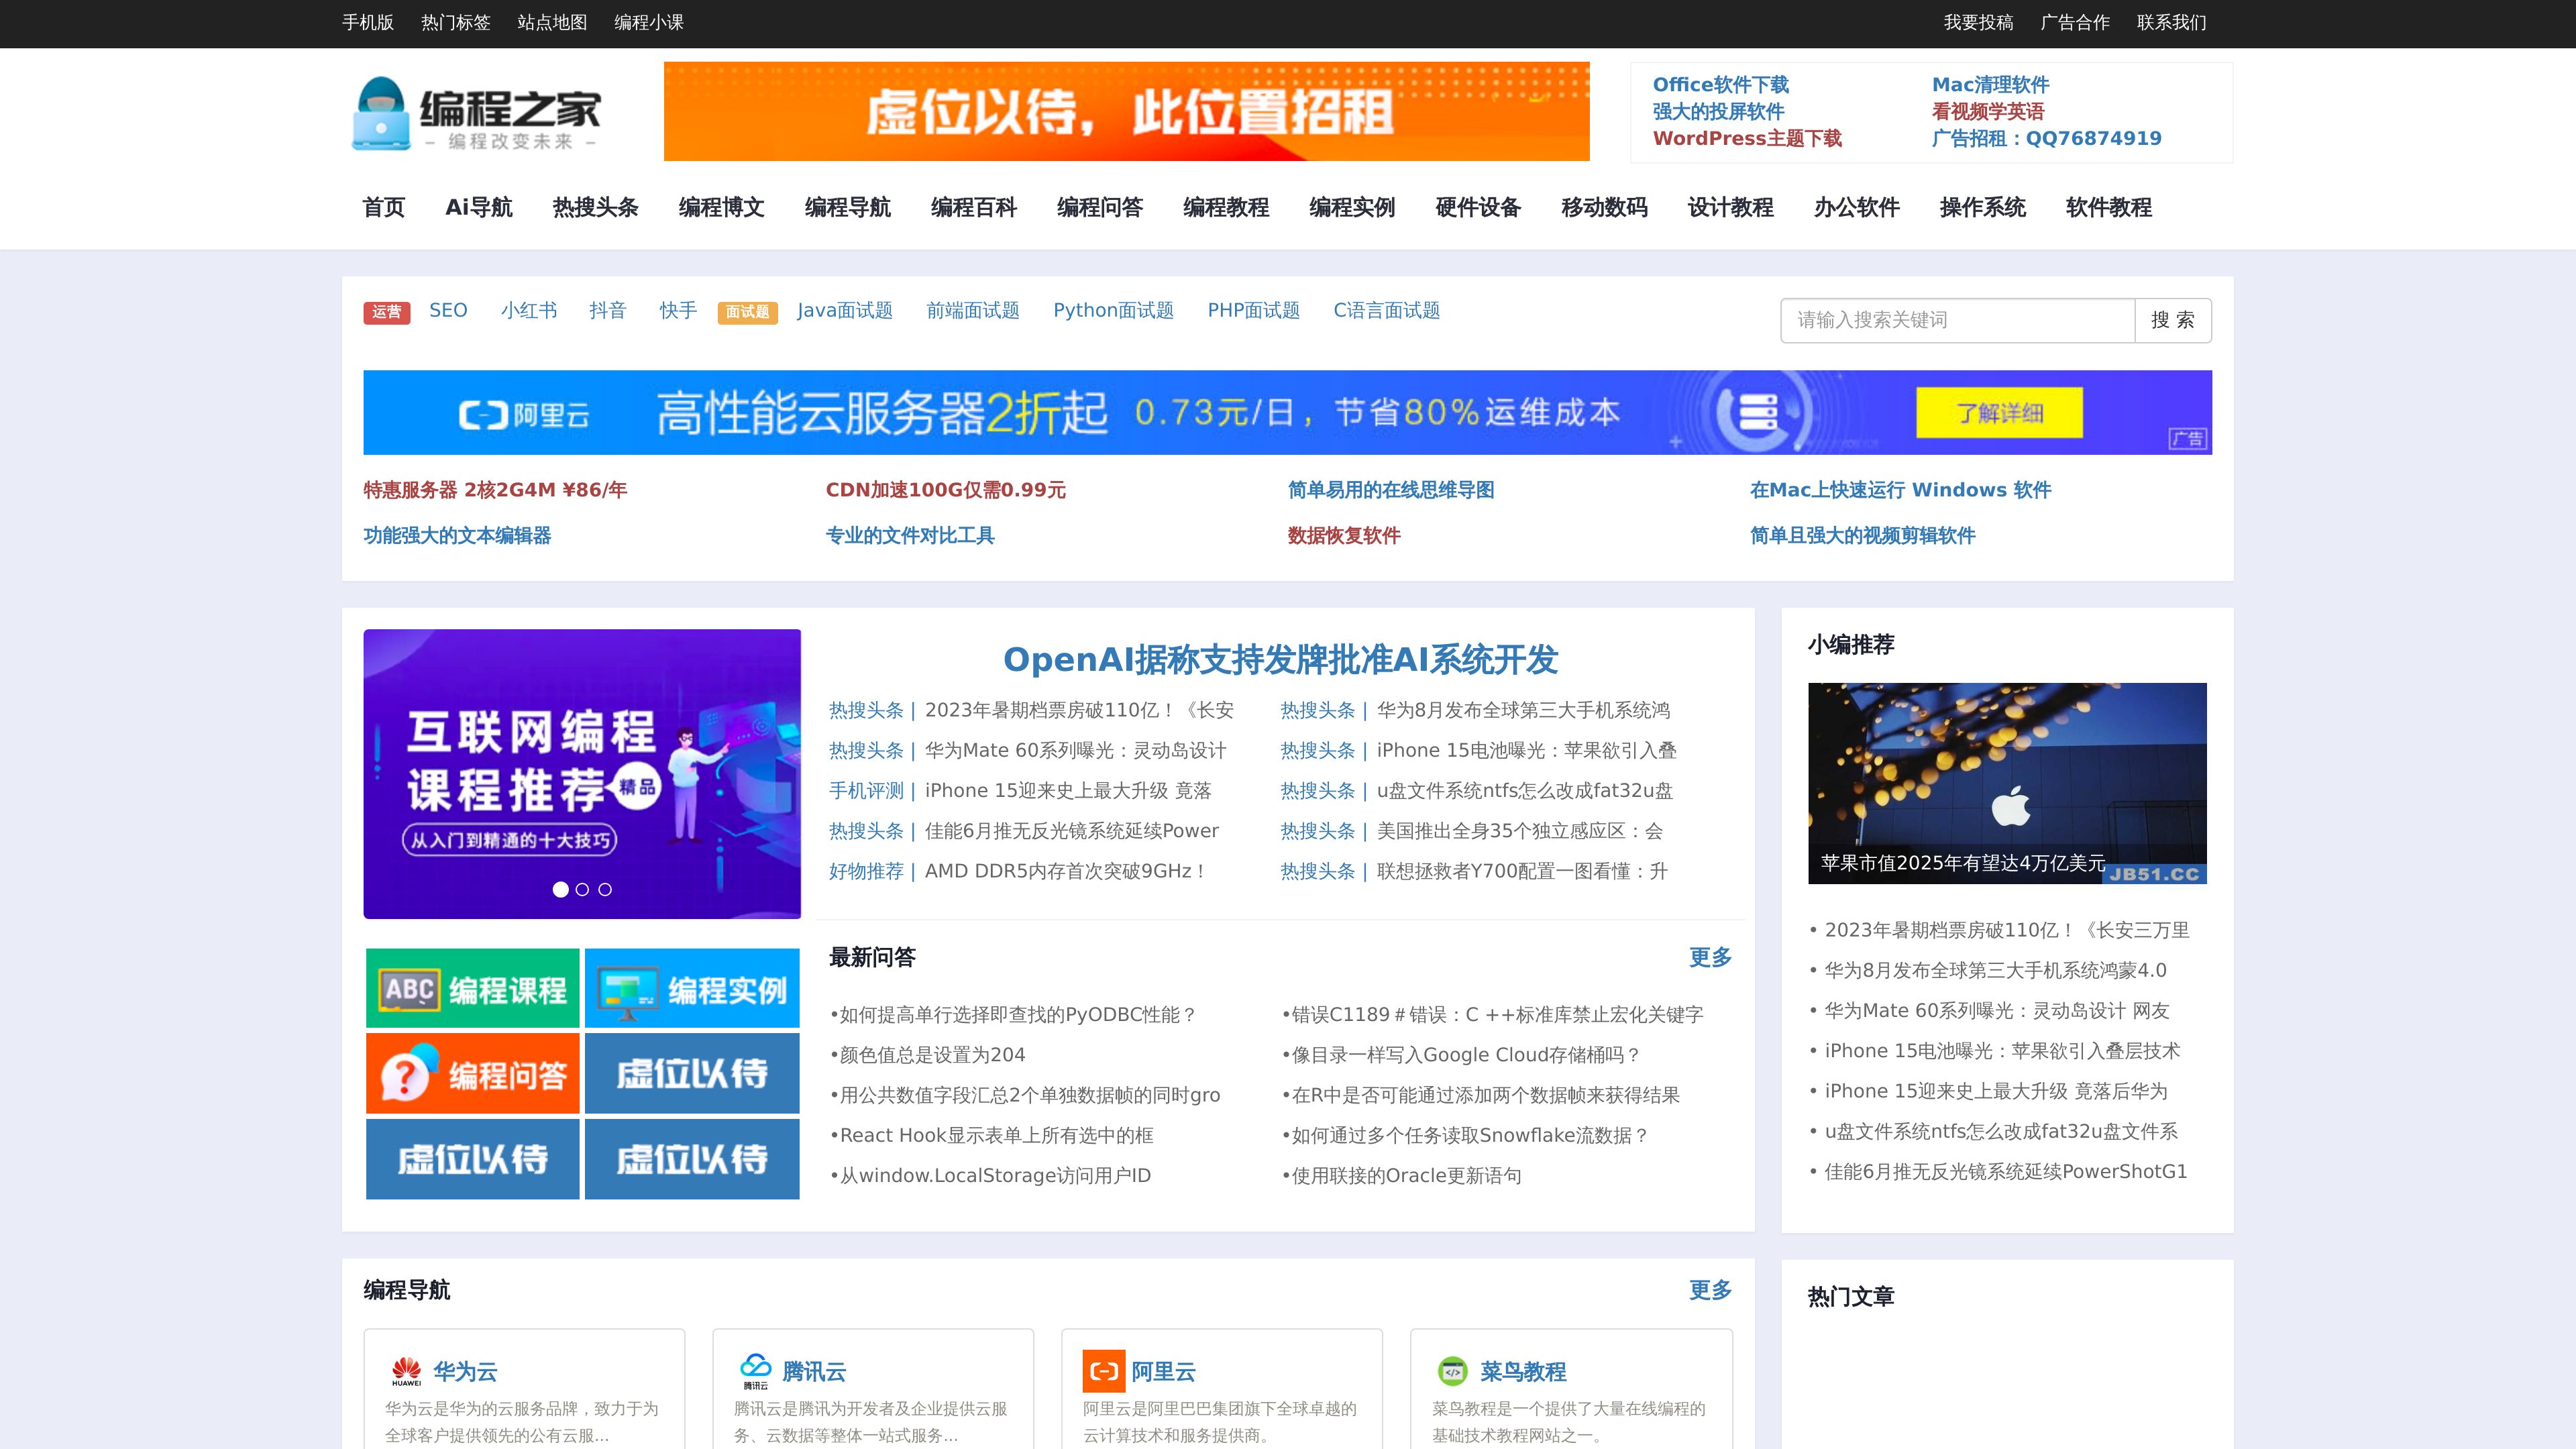 手机版 热门标签 站点地图 编程小课 我要投稿 广告合作 联系我们
编程之家
- 编程改变未来 -
虚位以待，此位置招租
Office软件下载 Mac清理软件
强大的投屏软件 看视频学英语
WordPress主题下载 广告招租：QQ76874919
首页 Ai导航 热搜头条 编程博文 编程导航 编程百科 编程问答 编程教程 编程实例 硬件设备 移动数码 设计教程 办公软件 操作系统 软件教程
运营 SEO 小红书 抖音 快手 面试题 Java面试题 前端面试题 Python面试题 PHP面试题 C语言面试题
请输入搜索关键词 搜 索
阿里云 高性能云服务器2折起 0.73元/日，节省80%运维成本 了解详细
广告
特惠服务器 2核2G4M ¥86/年 CDN加速100G仅需0.99元 简单易用的在线思维导图 在Mac上快速运行 Windows 软件
功能强大的文本编辑器 专业的文件对比工具 数据恢复软件 简单且强大的视频剪辑软件
互联网编程
课程推荐 精品
从入门到精通的十大技巧
OpenAI据称支持发牌批准AI系统开发
热搜头条 | 2023年暑期档票房破110亿！《长安 热搜头条 | 华为8月发布全球第三大手机系统鸿
热搜头条 | 华为Mate 60系列曝光：灵动岛设计 热搜头条 | iPhone 15电池曝光：苹果欲引入叠
手机评测 | iPhone 15迎来史上最大升级 竟落 热搜头条 | u盘文件系统ntfs怎么改成fat32u盘
热搜头条 | 佳能6月推无反光镜系统延续Power 热搜头条 | 美国推出全身35个独立感应区：会
好物推荐 | AMD DDR5内存首次突破9GHz！ 热搜头条 | 联想拯救者Y700配置一图看懂：升
ABC 编程课程 编程实例
编程问答 虚位以待
虚位以待 虚位以待
最新问答 更多
•如何提高单行选择即查找的PyODBC性能？ •错误C1189＃错误：C ++标准库禁止宏化关键字
•颜色值总是设置为204 •像目录一样写入Google Cloud存储桶吗？
•用公共数值字段汇总2个单独数据帧的同时gro •在R中是否可能通过添加两个数据帧来获得结果
•React Hook显示表单上所有选中的框 •如何通过多个任务读取Snowflake流数据？
•从window.LocalStorage访问用户ID •使用联接的Oracle更新语句
小编推荐
苹果市值2025年有望达4万亿美元
JB51.CC
• 2023年暑期档票房破110亿！《长安三万里
• 华为8月发布全球第三大手机系统鸿蒙4.0
• 华为Mate 60系列曝光：灵动岛设计 网友
• iPhone 15电池曝光：苹果欲引入叠层技术
• iPhone 15迎来史上最大升级 竟落后华为
• u盘文件系统ntfs怎么改成fat32u盘文件系
• 佳能6月推无反光镜系统延续PowerShotG1
编程导航 更多
HUAWEI 华为云
华为云是华为的云服务品牌，致力于为
全球客户提供领先的公有云服...
腾讯云 腾讯云
腾讯云是腾讯为开发者及企业提供云服
务、云数据等整体一站式服务...
阿里云
阿里云是阿里巴巴集团旗下全球卓越的
云计算技术和服务提供商。
菜鸟教程
菜鸟教程是一个提供了大量在线编程的
基础技术教程网站之一。
热门文章